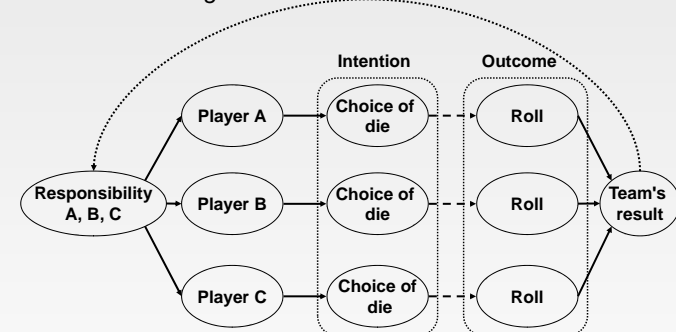 Intention
Outcome
Player A
Choice of
die
Roll
Responsibility
A, B, C
Player B
Choice of
die
Roll
Team's
result
Player C
Choice of
die
Roll